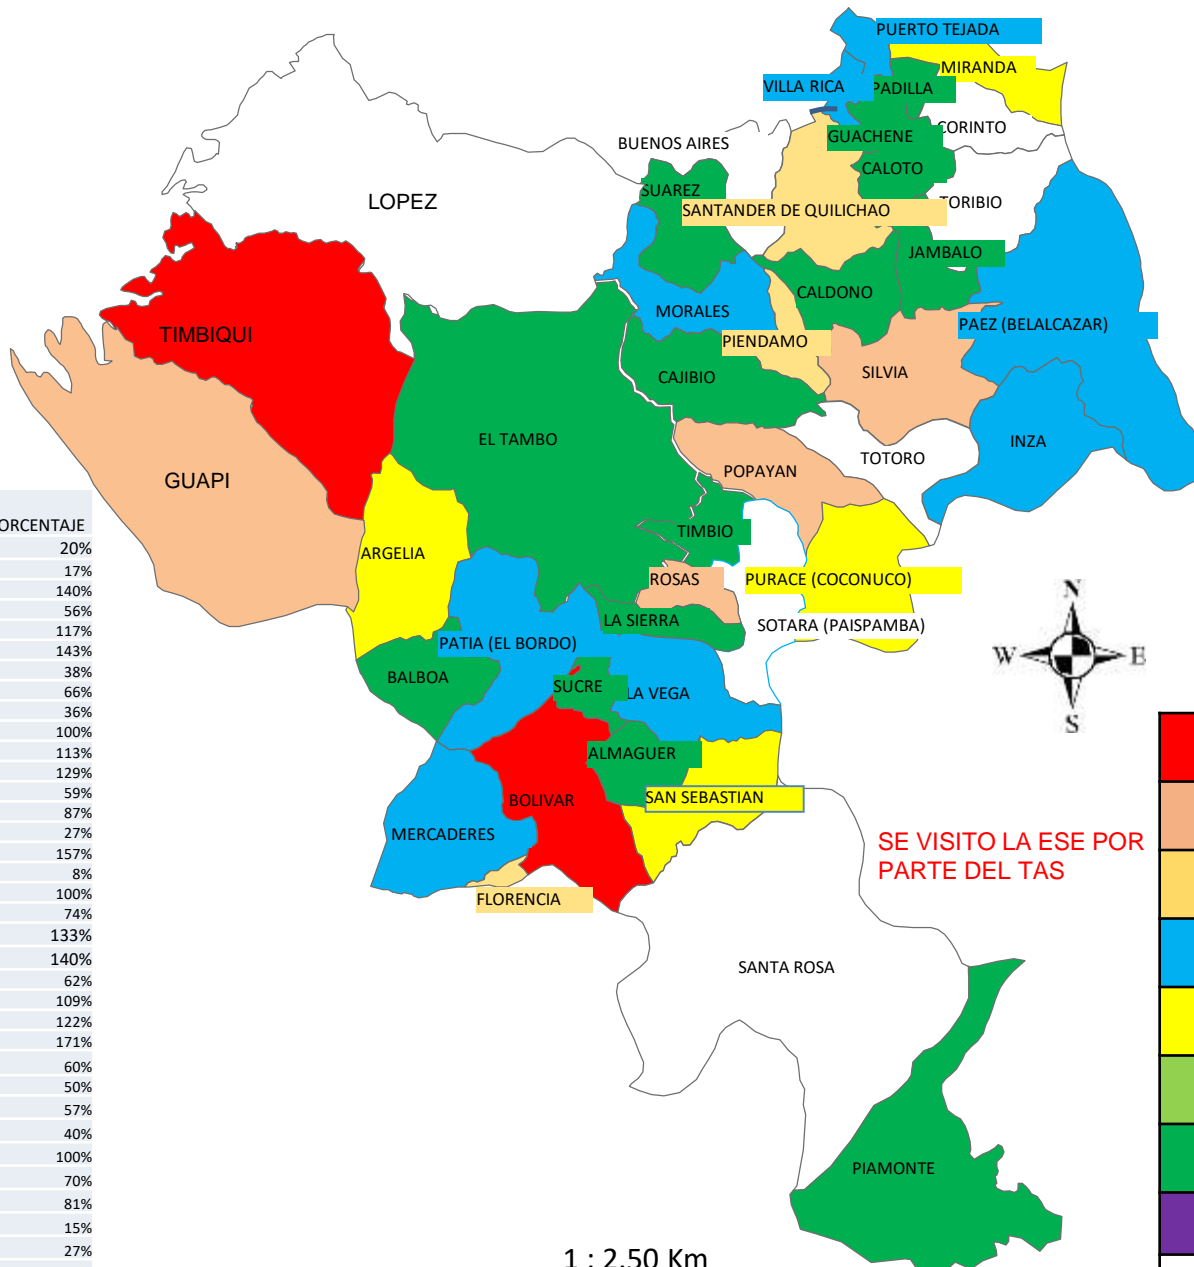 PUERTO TEJADA
MIRANDA
VILLA RICA
PADILLA
CORINTO
GUACHENE
BUENOS AIRES
CALOTO
SUAREZ
LOPEZ
TORIBIO
SANTANDER DE QUILICHAO
JAMBALO
CALDONO
MORALES
PAEZ (BELALCAZAR)
TIMBIQUI
PIENDAMO
SILVIA
CAJIBIO
EL TAMBO
INZA
TOTORO
POPAYAN
GUAPI
TIMBIO
ARGELIA
ROSAS
PURACE (COCONUCO)
LA SIERRA
SOTARA (PAISPAMBA)
PATIA (EL BORDO)
BALBOA
SUCRE
LA VEGA
ALMAGUER
BOLIVAR
SAN SEBASTIAN
MERCADERES
FLORENCIA
SANTA ROSA
PIAMONTE
N
W
E
S
SE VISITO LA ESE POR
PARTE DEL TAS
1 : 2.50 Km
ORCENTAJE
20%
17%
140%
56%
117%
143%
38%
66%
36%
100%
113%
129%
59%
87%
27%
157%
8%
100%
74%
133%
140%
62%
109%
122%
171%
60%
50%
57%
40%
100%
70%
81%
15%
27%